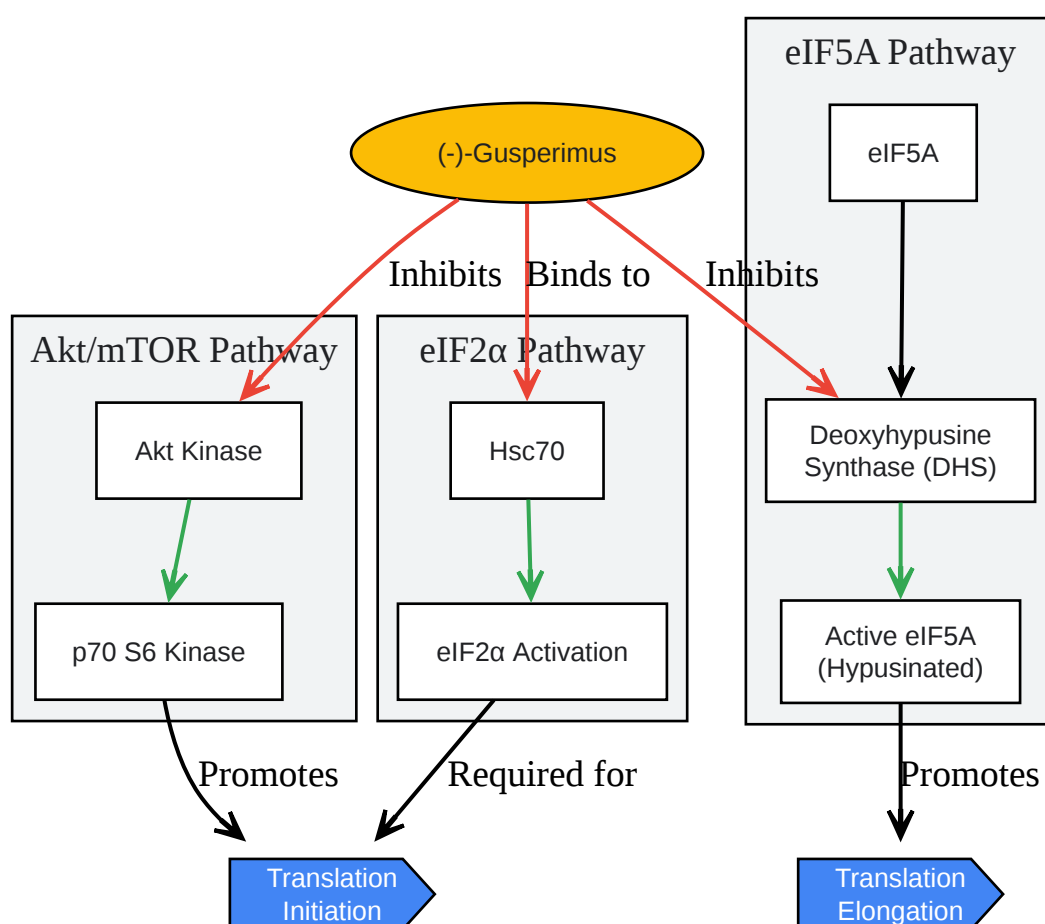 eIF5A Pathway
(-)-Gusperimus
eIF5A
Inhibits
Binds to
Inhibits
Akt/mTOR Pathway
eIF2α Pathway
Akt Kinase
Hsc70
Deoxyhypusine
Synthase (DHS)
p70 S6 Kinase
eIF2α Activation
Active eIF5A
(Hypusinated)
Promotes
Required for
Promotes
Translation
Initiation
Translation
Elongation